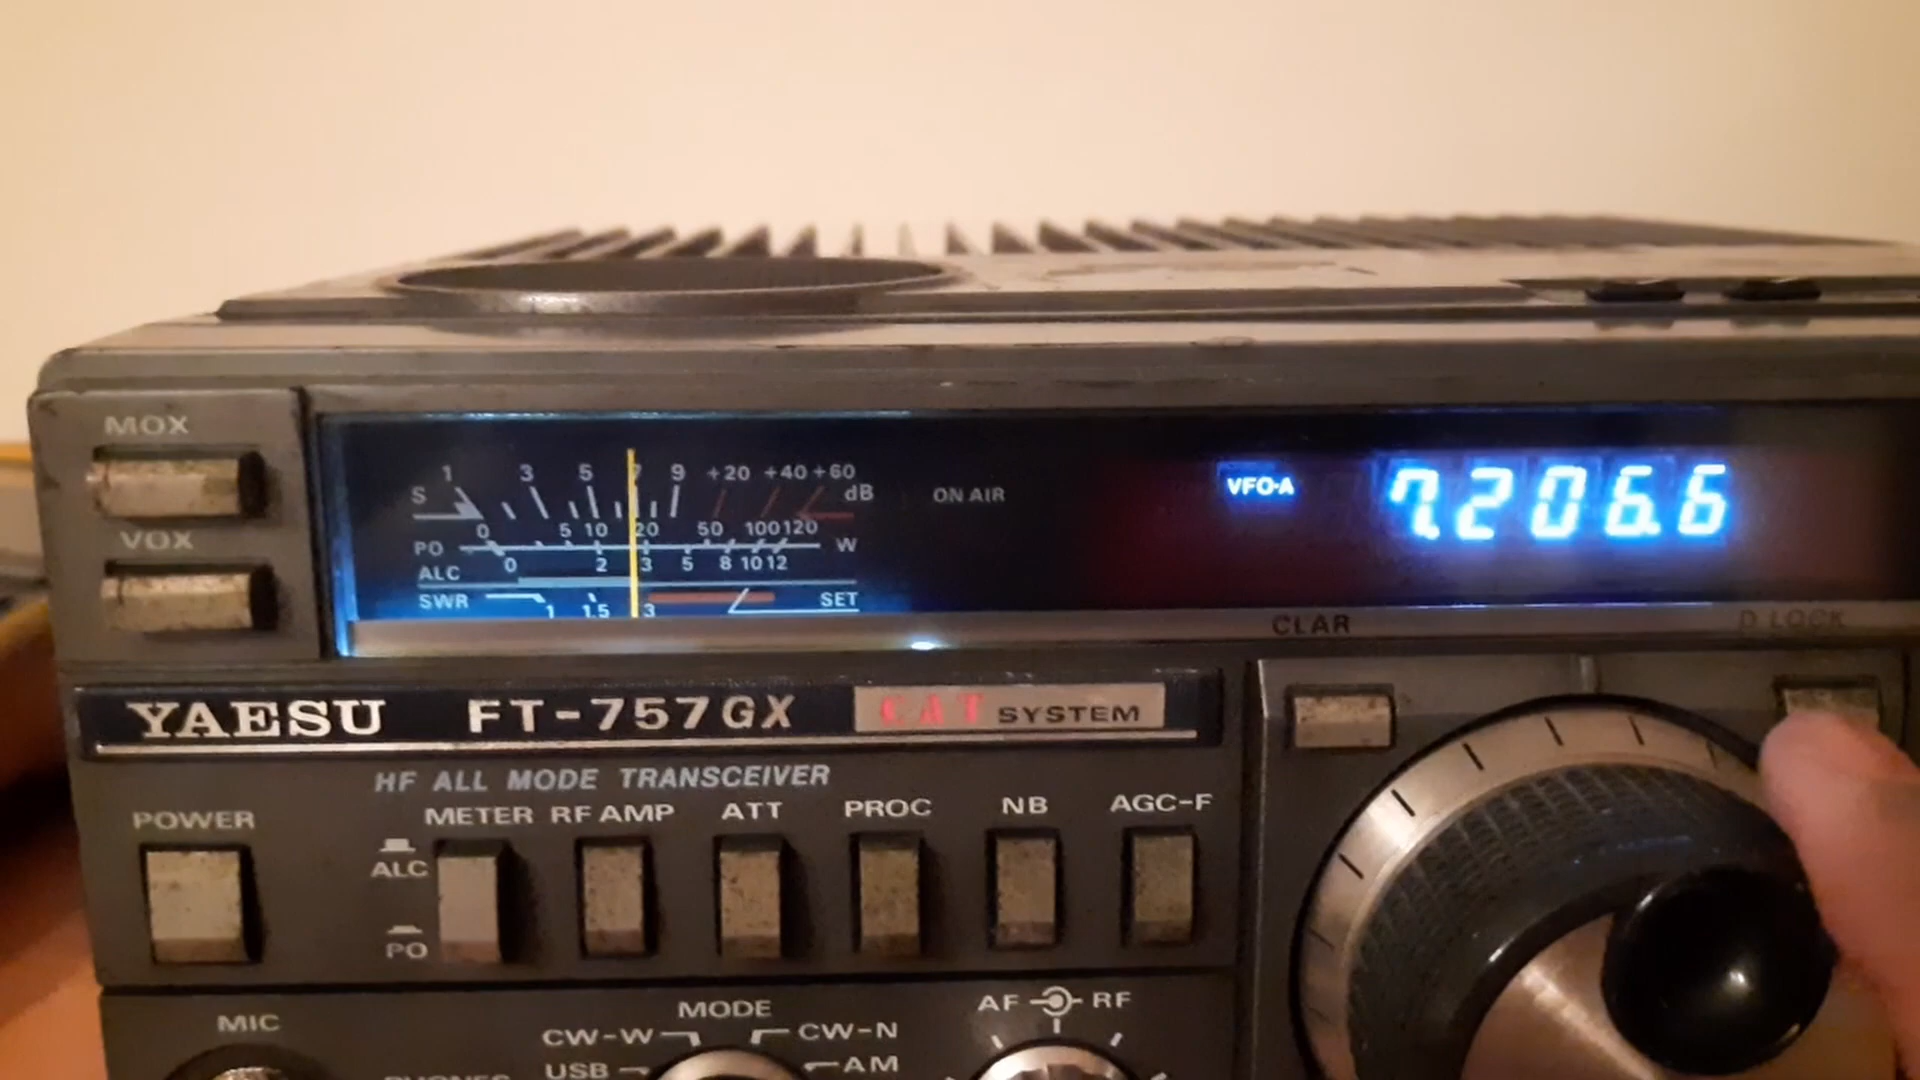 MOX
VOX
1 3 5 7 9 +20 +40 +60
S dB
0 5 10 20 50 100 120
PO W
0 2 3 5 8 10 12
ALC
SWR 1 1.5 3 SET
ON AIR
VFO-A 7.206.6
CLAR D LOCK
YAESU FT-757GX CAT SYSTEM
HF ALL MODE TRANSCEIVER
POWER METER RF AMP ATT PROC NB AGC-F
ALC
PO
MIC MODE AF RF
CW-W CW-N
USB AM
PHONES